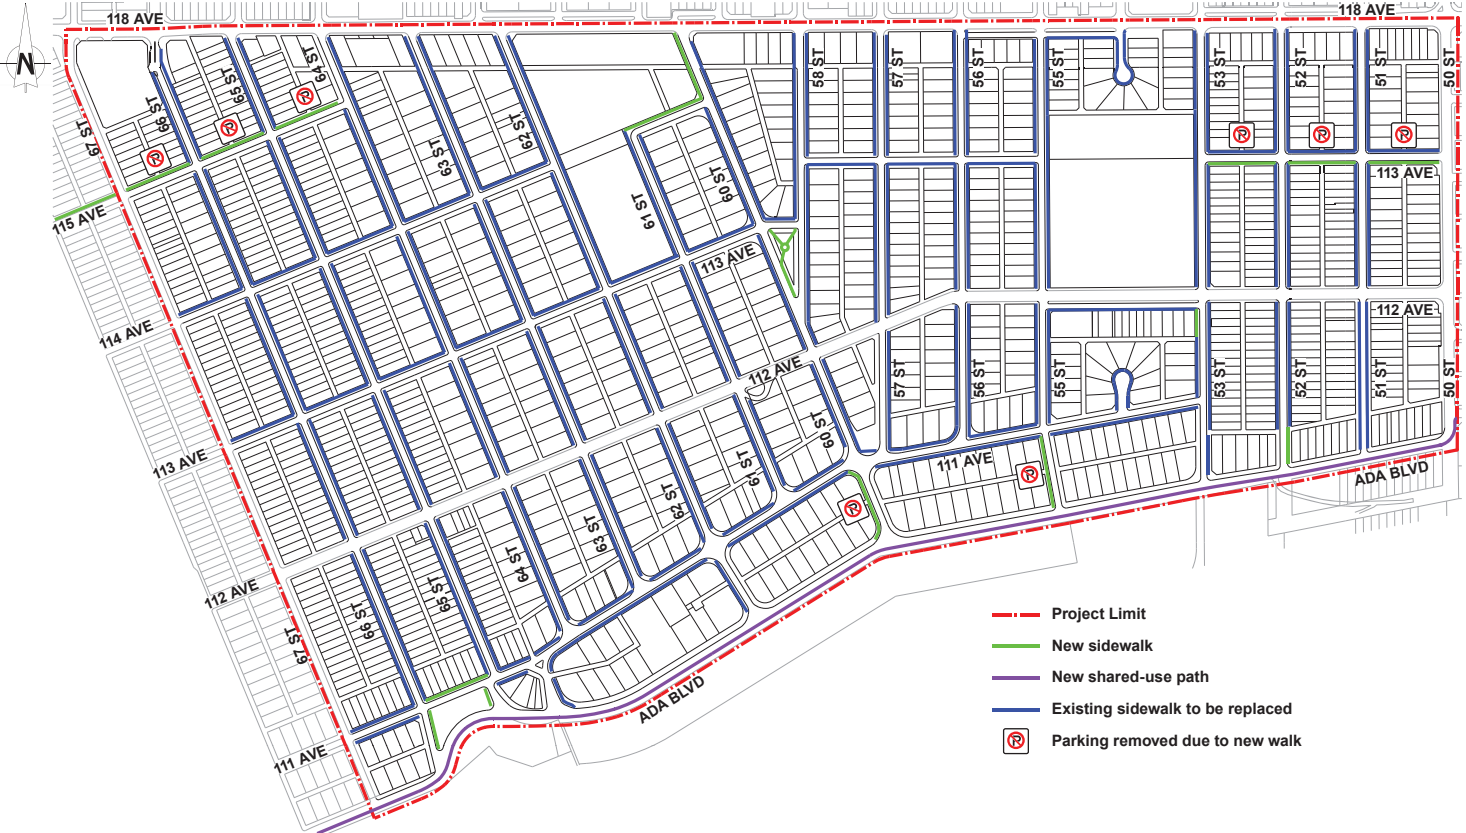 118 AVE
118 AVE
N
67 ST
66 ST
65 ST
64 ST
63 ST
62 ST
61 ST
60 ST
58 ST
57 ST
56 ST
55 ST
53 ST
52 ST
51 ST
50 ST
115 AVE
113 AVE
113 AVE
114 AVE
112 AVE
112 AVE
57 ST
56 ST
55 ST
53 ST
52 ST
51 ST
50 ST
113 AVE
60 ST
61 ST
62 ST
63 ST
64 ST
65 ST
66 ST
67 ST
111 AVE
ADA BLVD
112 AVE
111 AVE
ADA BLVD
Project Limit
New sidewalk
New shared-use path
Existing sidewalk to be replaced
Parking removed due to new walk